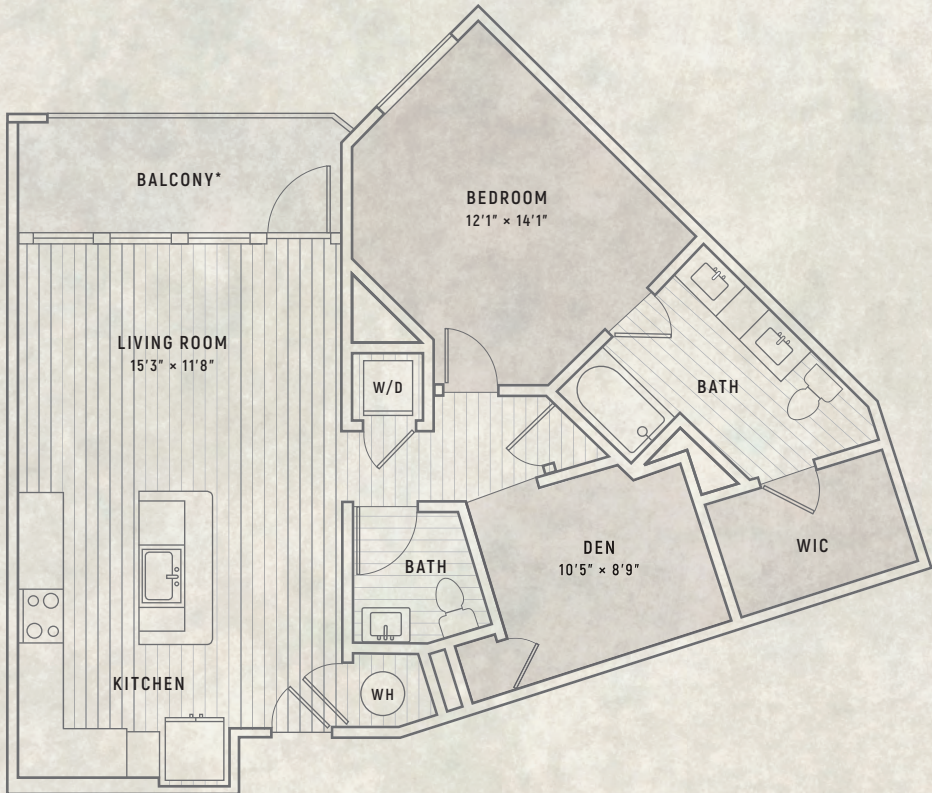 BALCONY*
BEDROOM
12'1" × 14'1"
LIVING ROOM
15'3" × 11'8"
W/D
BATH
DEN
10'5" × 8'9"
WIC
BATH
KITCHEN
WH